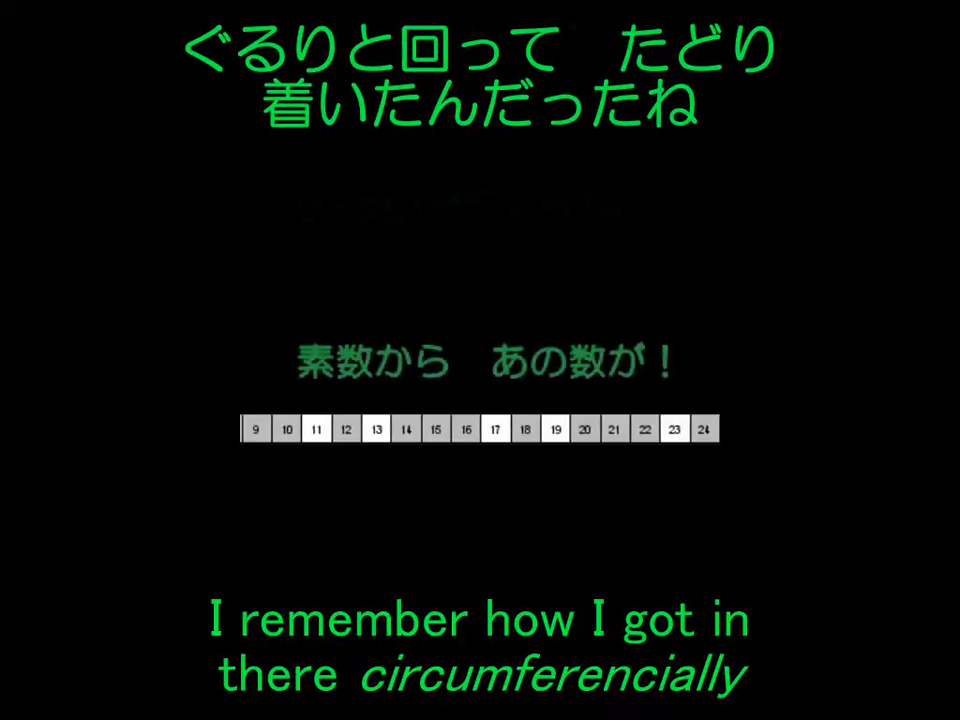 ぐるりと回って　たどり
着いたんだったね
素数から　あの数が！
9 10 11 12 13 14 15 16 17 18 19 20 21 22 23 24
I remember how I got in
there circumferencially